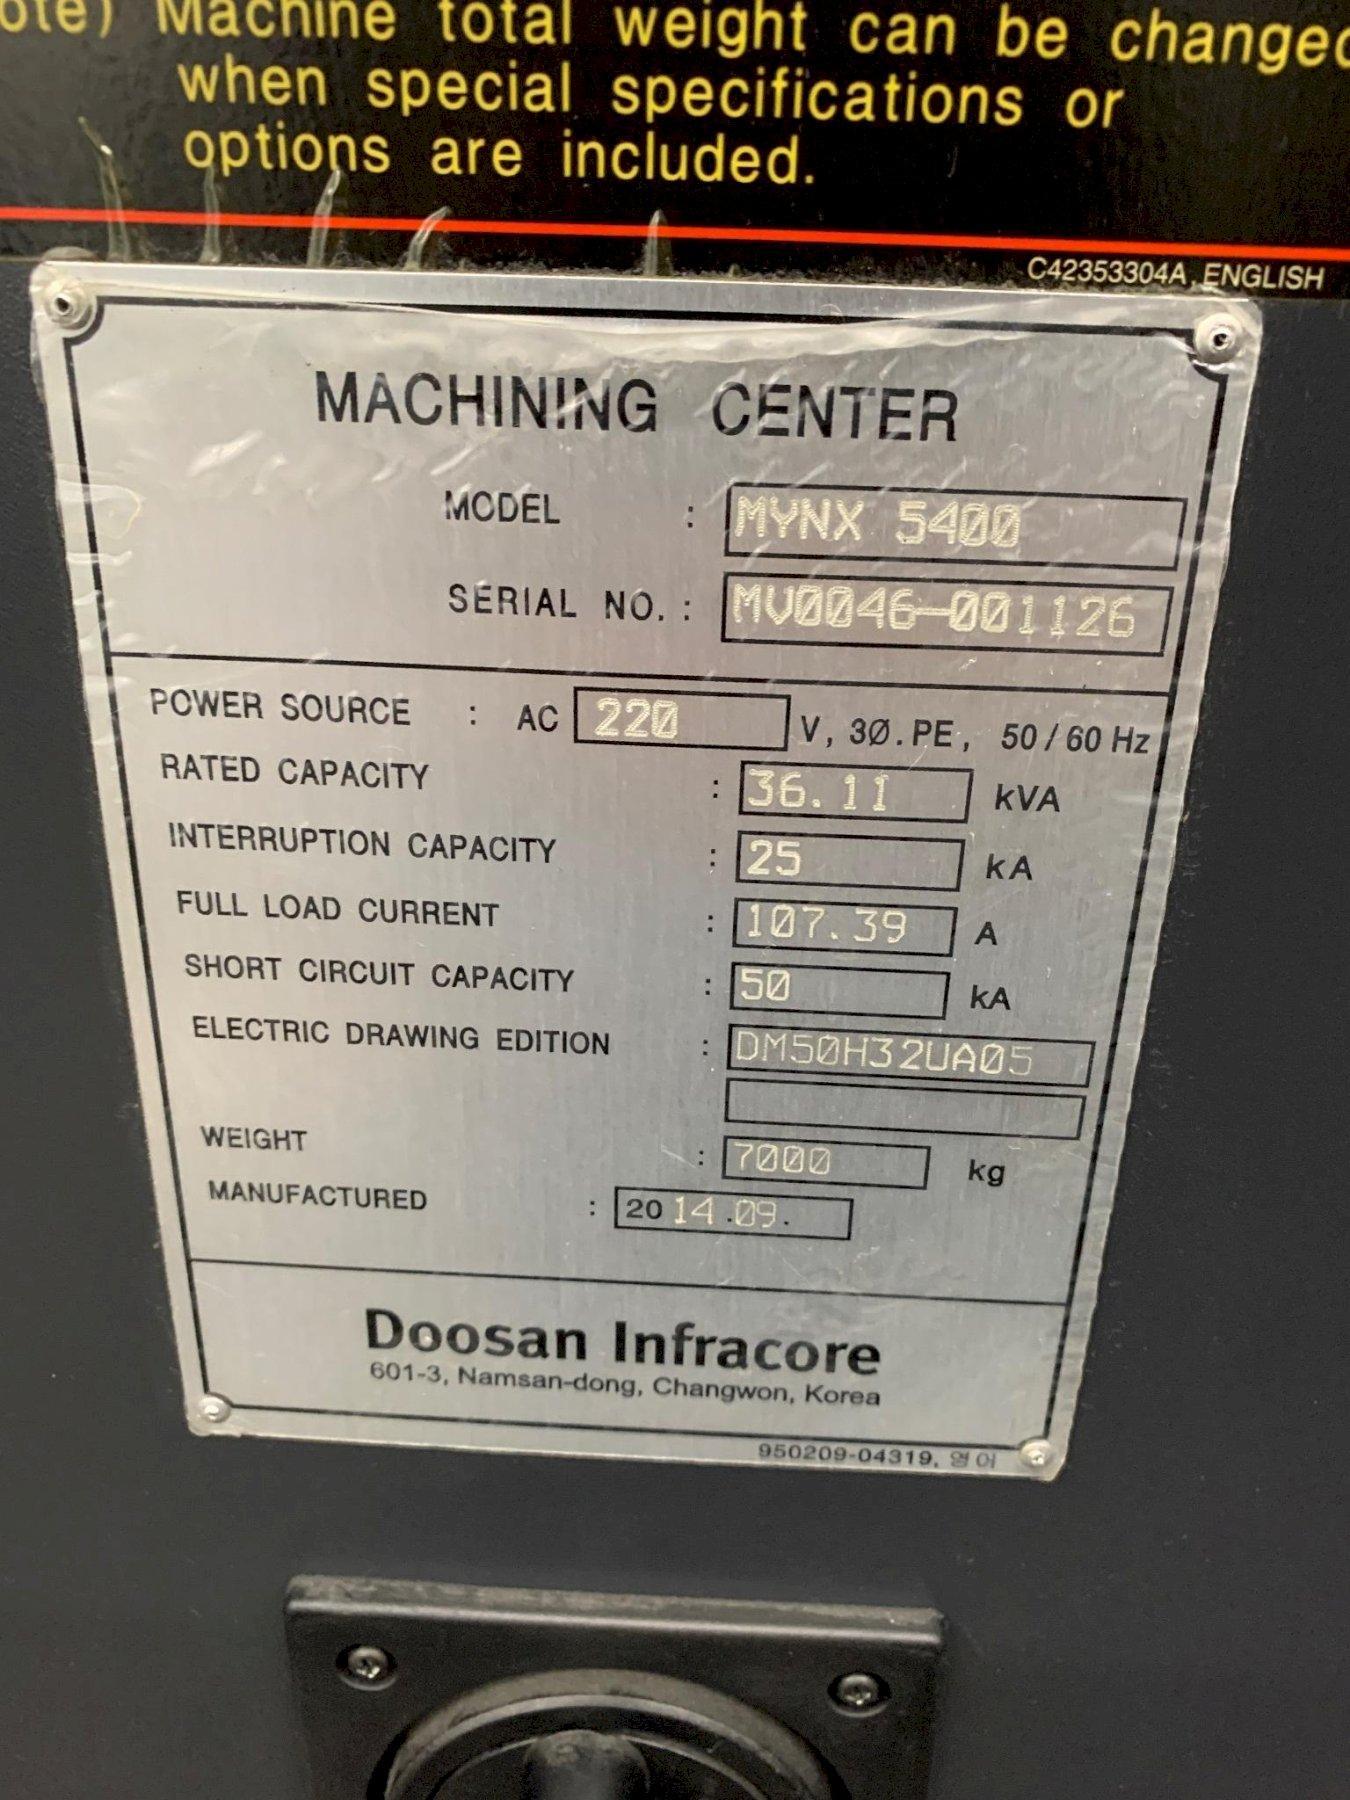 ote) Machine total weight can be changed
when special specifications or
options are included.
C42353304A, ENGLISH
MACHINING CENTER
MODEL : MYNX 5400
SERIAL NO. : MV0046-001126
POWER SOURCE : AC 220 V, 3Ø.PE, 50/60 Hz
RATED CAPACITY : 36.11 kVA
INTERRUPTION CAPACITY : 25 kA
FULL LOAD CURRENT : 107.39 A
SHORT CIRCUIT CAPACITY : 50 kA
ELECTRIC DRAWING EDITION : DM50H32UA05
WEIGHT : 7000 kg
MANUFACTURED : 2014.09.
Doosan Infracore
601-3, Namsan-dong, Changwon, Korea
950209-04319, 영어